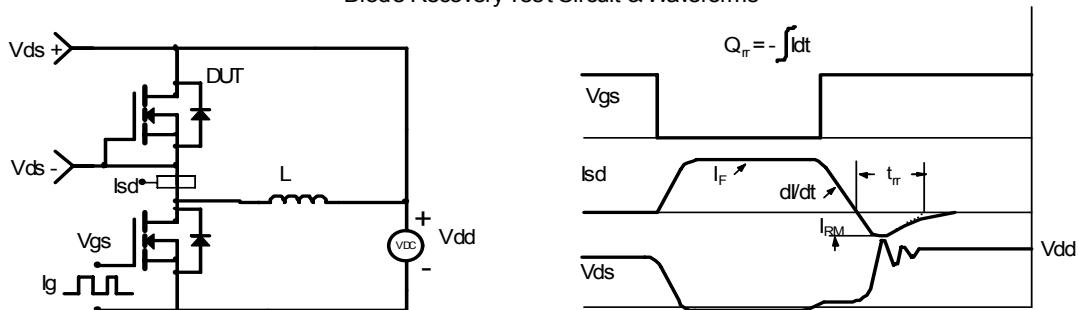 Diode Recovery Test Circuit & Waveforms
Vds +
DUT
Vds -
Isd
L
Vgs
Ig
+
VDC
-
Vdd
Qrr = - ∫Idt
Vgs
Isd
IF
dI/dt
trr
IRM
Vdd
Vds